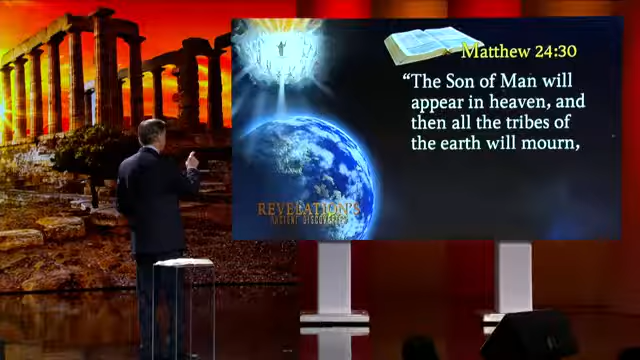 Matthew 24:30
“The Son of Man will
appear in heaven, and
then all the tribes of
the earth will mourn,
REVELATION'S
ANCIENT DISCOVERIES